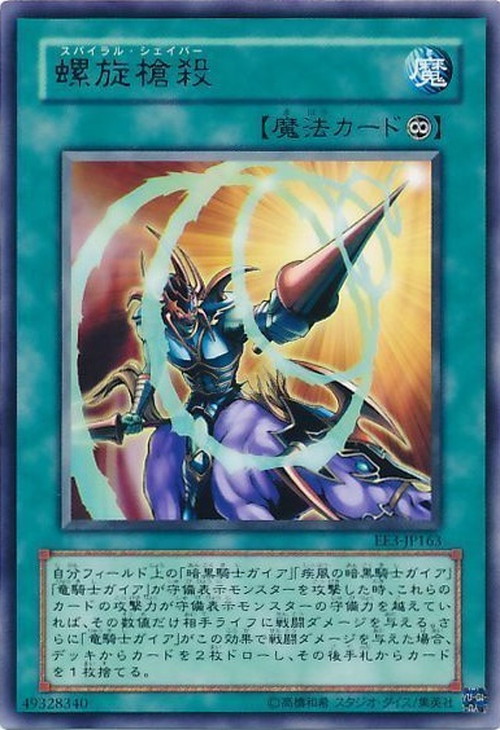 スパイラル・シェイバー
螺旋槍殺
魔
【魔法カード∞】
EE3-JP163
自分フィールド上の「暗黒騎士ガイア」「疾風の暗黒騎士ガイア」
「竜騎士ガイア」が守備表示モンスターを攻撃した時、これらの
カードの攻撃力が守備表示モンスターの守備力を越えてい
れば、その数値だけ相手ライフに戦闘ダメージを与える。さ
らに「竜騎士ガイア」がこの効果で戦闘ダメージを与えた場合、
デッキからカードを２枚ドローし、その後手札からカード
を１枚捨てる。
49328340
©高橋和希 スタジオ・ダイス/集英社